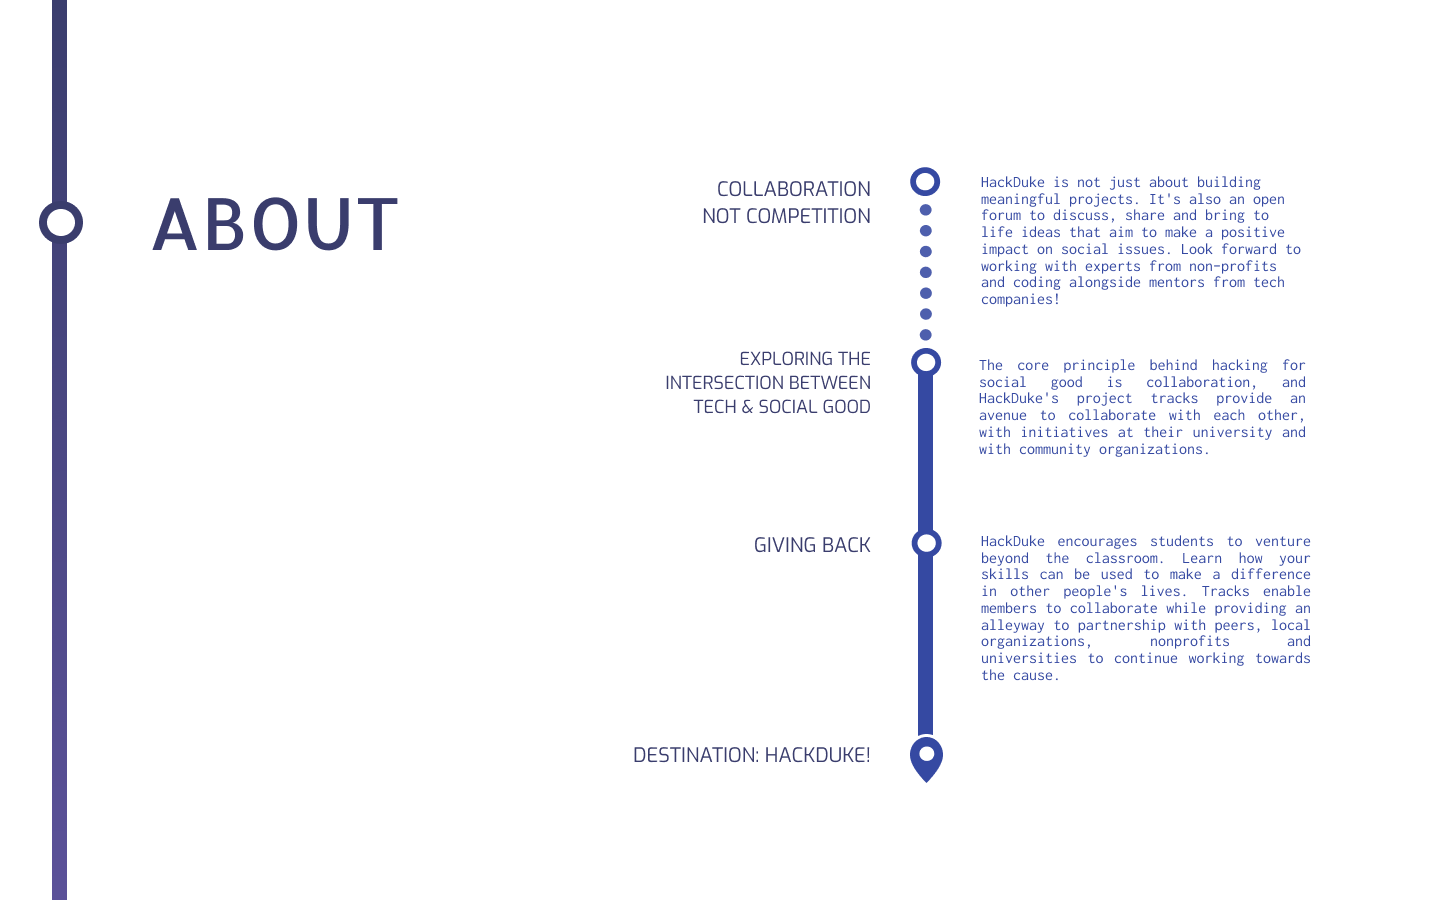 ABOUT
COLLABORATION
NOT COMPETITION
HackDuke is not just about building
meaningful projects. It's also an open
forum to discuss, share and bring to
life ideas that aim to make a positive
impact on social issues. Look forward to
working with experts from non-profits
and coding alongside mentors from tech
companies!
EXPLORING THE
INTERSECTION BETWEEN
TECH & SOCIAL GOOD
The core principle behind hacking for
social good is collaboration, and
HackDuke's project tracks provide an
avenue to collaborate with each other,
with initiatives at their university and
with community organizations.
GIVING BACK
HackDuke encourages students to venture
beyond the classroom. Learn how your
skills can be used to make a difference
in other people's lives. Tracks enable
members to collaborate while providing an
alleyway to partnership with peers, local
organizations, nonprofits and
universities to continue working towards
the cause.
DESTINATION: HACKDUKE!